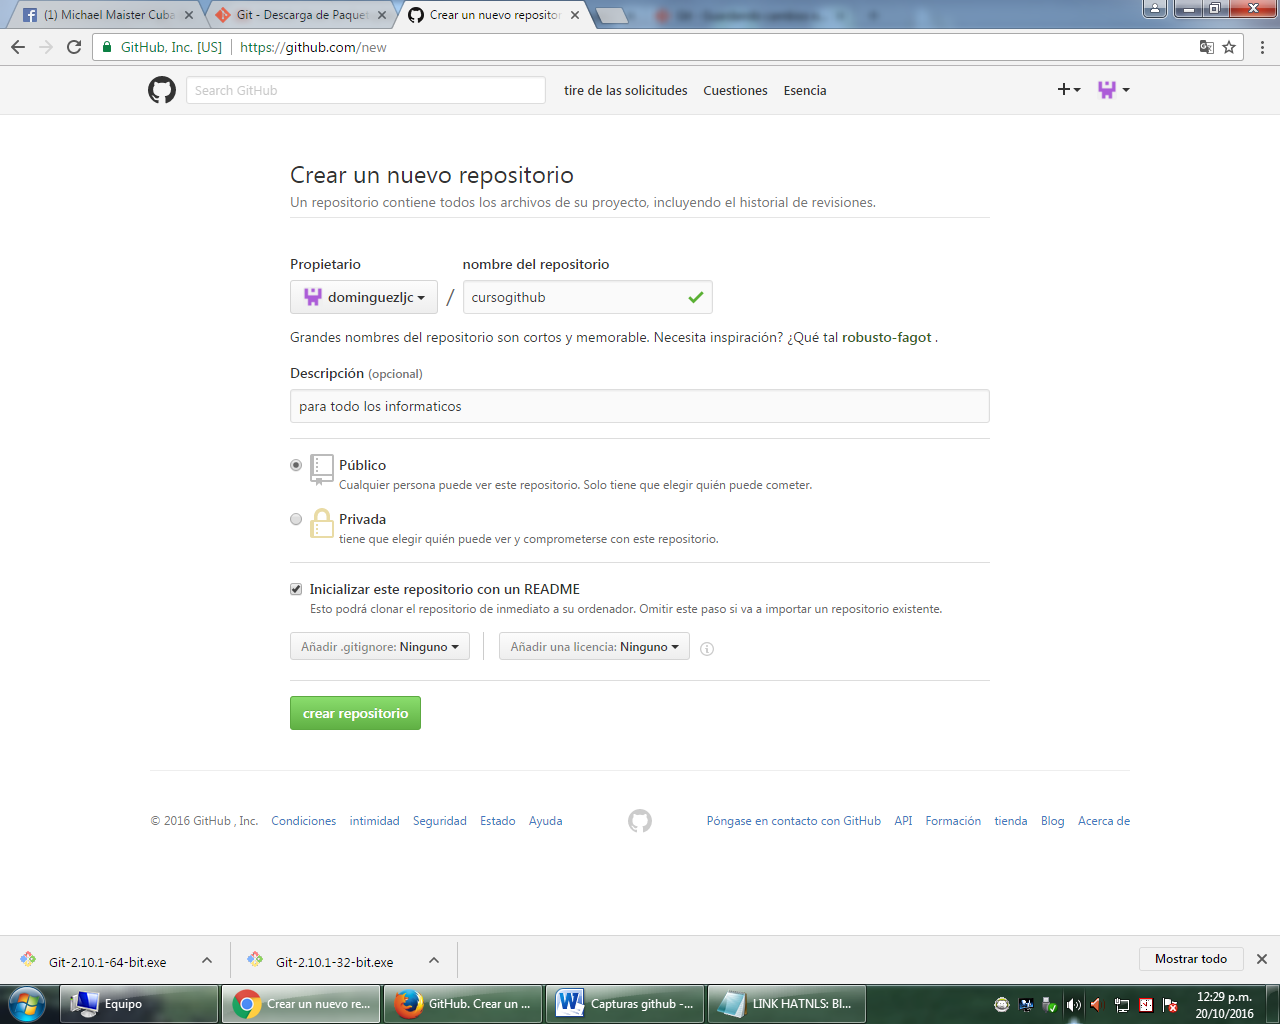 (1) Michael Maister Cuba
Git - Descarga de Paquet
Crear un nuevo repositor
GitHub, Inc. [US]
https://github.com/new
Search GitHub
tire de las solicitudes
Cuestiones
Esencia
Crear un nuevo repositorio
Un repositorio contiene todos los archivos de su proyecto, incluyendo el historial de revisiones.
Propietario
nombre del repositorio
dominguezljc
/
cursogithub
Grandes nombres del repositorio son cortos y memorable. Necesita inspiración? ¿Qué tal robusto-fagot .
Descripción (opcional)
para todo los informaticos
Público
Cualquier persona puede ver este repositorio. Solo tiene que elegir quién puede cometer.
Privada
tiene que elegir quién puede ver y comprometerse con este repositorio.
Inicializar este repositorio con un README
Esto podrá clonar el repositorio de inmediato a su ordenador. Omitir este paso si va a importar un repositorio existente.
Añadir .gitignore: Ninguno
Añadir una licencia: Ninguno
crear repositorio
© 2016 GitHub , Inc.
Condiciones
intimidad
Seguridad
Estado
Ayuda
Póngase en contacto con GitHub
API
Formación
tienda
Blog
Acerca de
Git-2.10.1-64-bit.exe
Git-2.10.1-32-bit.exe
Mostrar todo
Equipo
Crear un nuevo re...
GitHub. Crear un ...
Capturas github -...
LINK HATNLS: Bl...
12:29 p.m.
20/10/2016